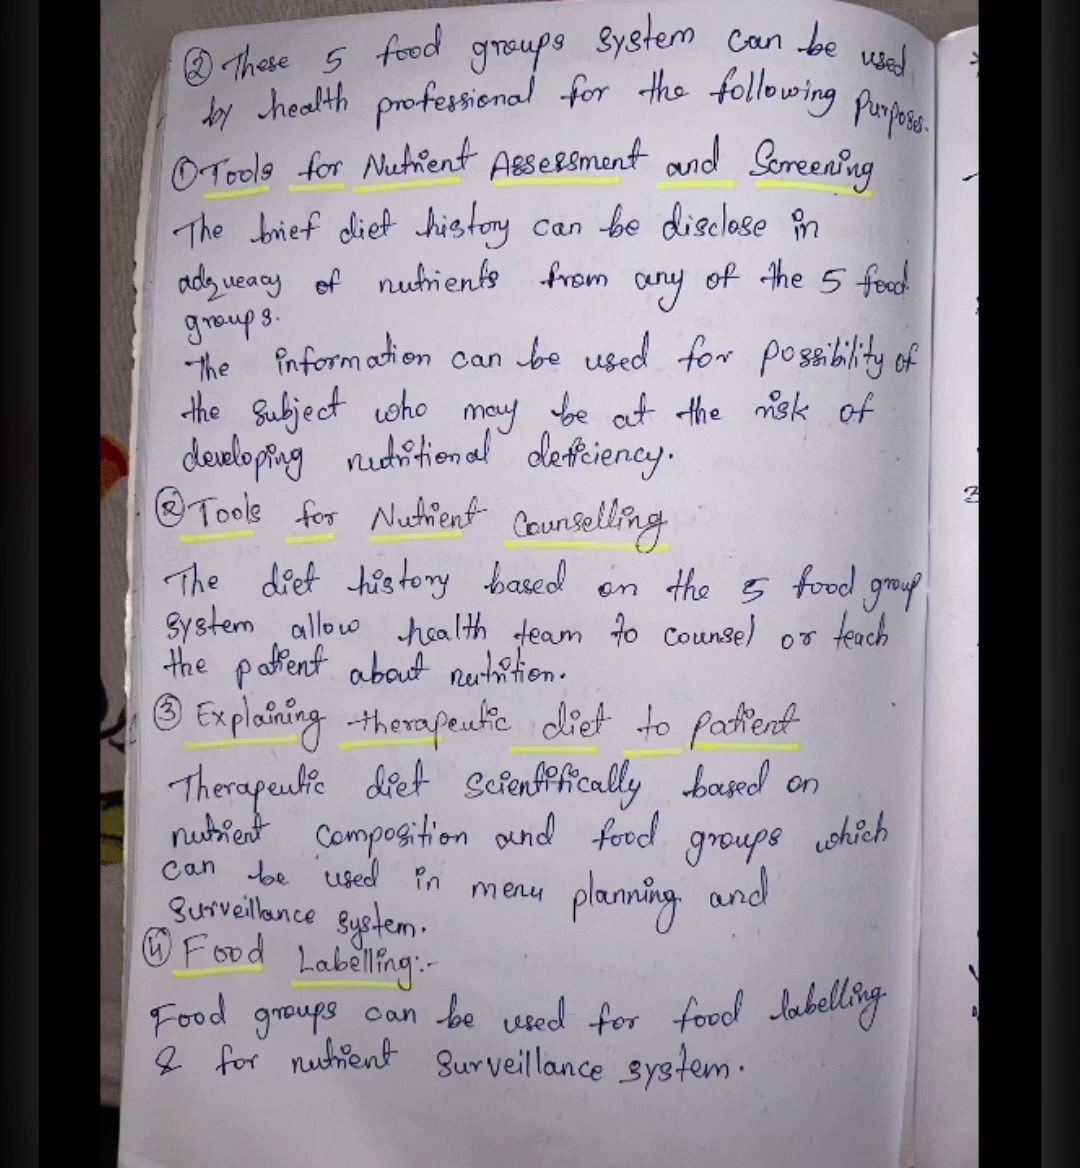 ② These 5 food groups system can be used
by health professional for the following Purposes.
① Tools for Nutrient Assessment and Screening
The brief diet history can be disclose in
adqueacy of nutrients from any of the 5 food
groups.
The information can be used for possibility of
the subject who may be at the risk of
developing nutritional deficiency.
② Tools for Nutrient Counselling
The diet history based on the 5 food group
system allow health team to counsel or teach
the patient about nutrition.
③ Explaining therapeutic diet to patient
Therapeutic diet scientifically based on
nutrient composition and food groups which
can be used in menu planning and
surveillance system.
④ Food Labelling:-
Food groups can be used for food labelling
& for nutrient surveillance system.